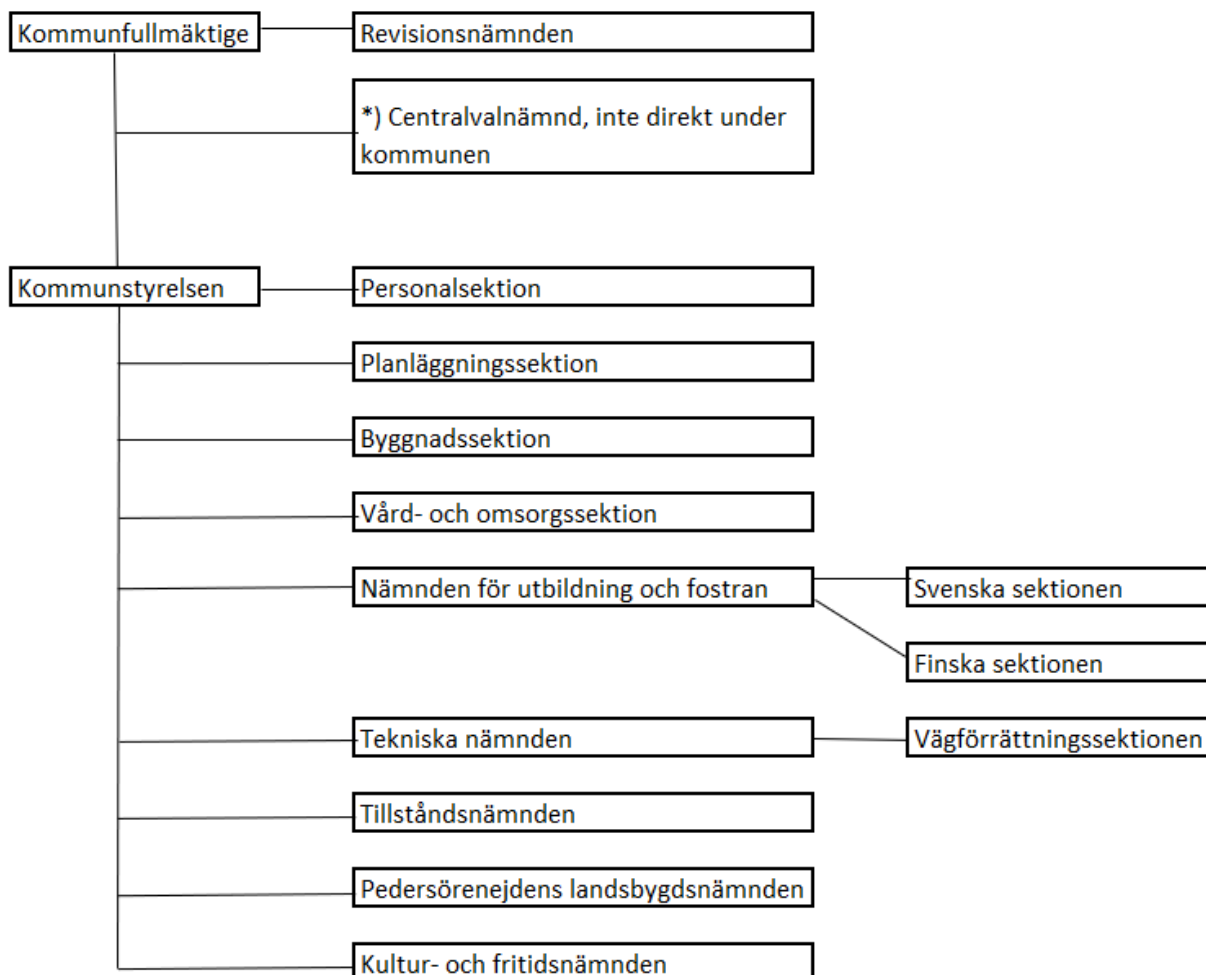 Kommunfullmäktige
Revisionsnämnden
*) Centralvalnämnd, inte direkt under
kommunen
Kommunstyrelsen
Personalsektion
Planläggningssektion
Byggnadssektion
Vård- och omsorgssektion
Nämnden för utbildning och fostran
Svenska sektionen
Finska sektionen
Tekniska nämnden
Vägförrättningssektionen
Tillståndsnämnden
Pedersörenejdens landsbygdsnämnden
Kultur- och fritidsnämnden